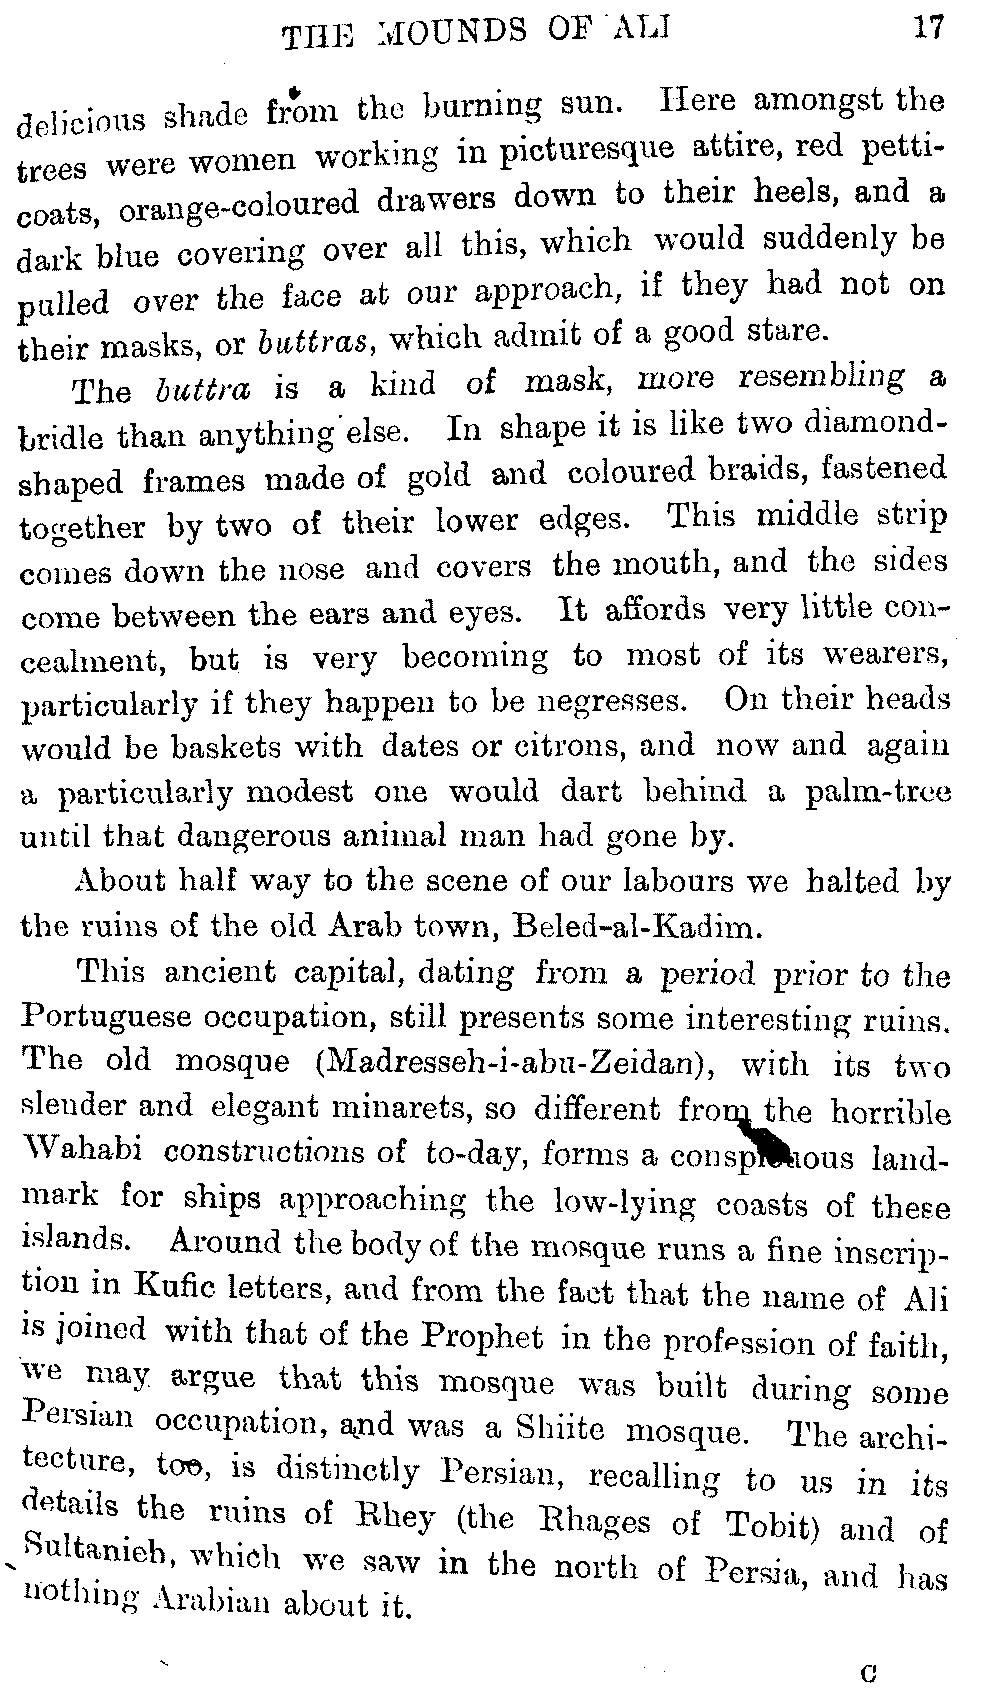 THE MOUNDS OF ALI 17
delicious shade from the burning sun. Here amongst the
trees were women working in picturesque attire, red petti-
coats, orange-coloured drawers down to their heels, and a
dark blue covering over all this, which would suddenly be
pulled over the face at our approach, if they had not on
their masks, or buttras, which admit of a good stare.
The buttra is a kind of mask, more resembling a
bridle than anything else. In shape it is like two diamond-
shaped frames made of gold and coloured braids, fastened
together by two of their lower edges. This middle strip
comes down the nose and covers the mouth, and the sides
come between the ears and eyes. It affords very little con-
cealment, but is very becoming to most of its wearers,
particularly if they happen to be negresses. On their heads
would be baskets with dates or citrons, and now and again
a particularly modest one would dart behind a palm-tree
until that dangerous animal man had gone by.
About half way to the scene of our labours we halted by
the ruins of the old Arab town, Beled-al-Kadim.
This ancient capital, dating from a period prior to the
Portuguese occupation, still presents some interesting ruins.
The old mosque (Madresseh-i-abu-Zeidan), with its two
slender and elegant minarets, so different from the horrible
Wahabi constructions of to-day, forms a conspicuous land-
mark for ships approaching the low-lying coasts of these
islands. Around the body of the mosque runs a fine inscrip-
tion in Kufic letters, and from the fact that the name of Ali
is joined with that of the Prophet in the profession of faith,
we may argue that this mosque was built during some
Persian occupation, and was a Shiite mosque. The archi-
tecture, too, is distinctly Persian, recalling to us in its
details the ruins of Rhey (the Rhages of Tobit) and of
Sultanieh, which we saw in the north of Persia, and has
nothing Arabian about it.
C